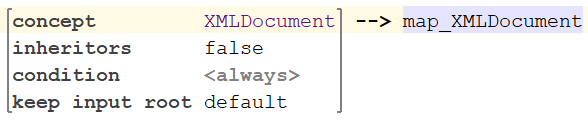 concept XMLDocument --> map_XMLDocument
inheritors false
condition <always>
keep input root default